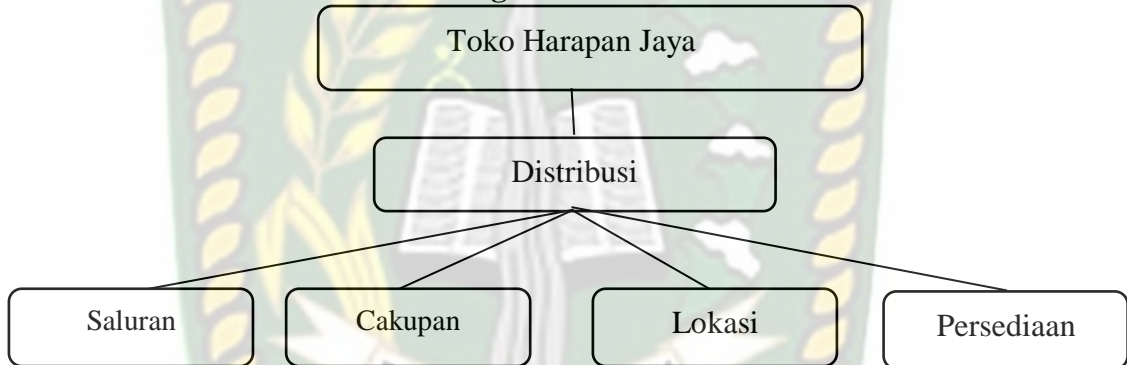 Toko Harapan Jaya
Distribusi
Saluran
Cakupan
Lokasi
Persediaan